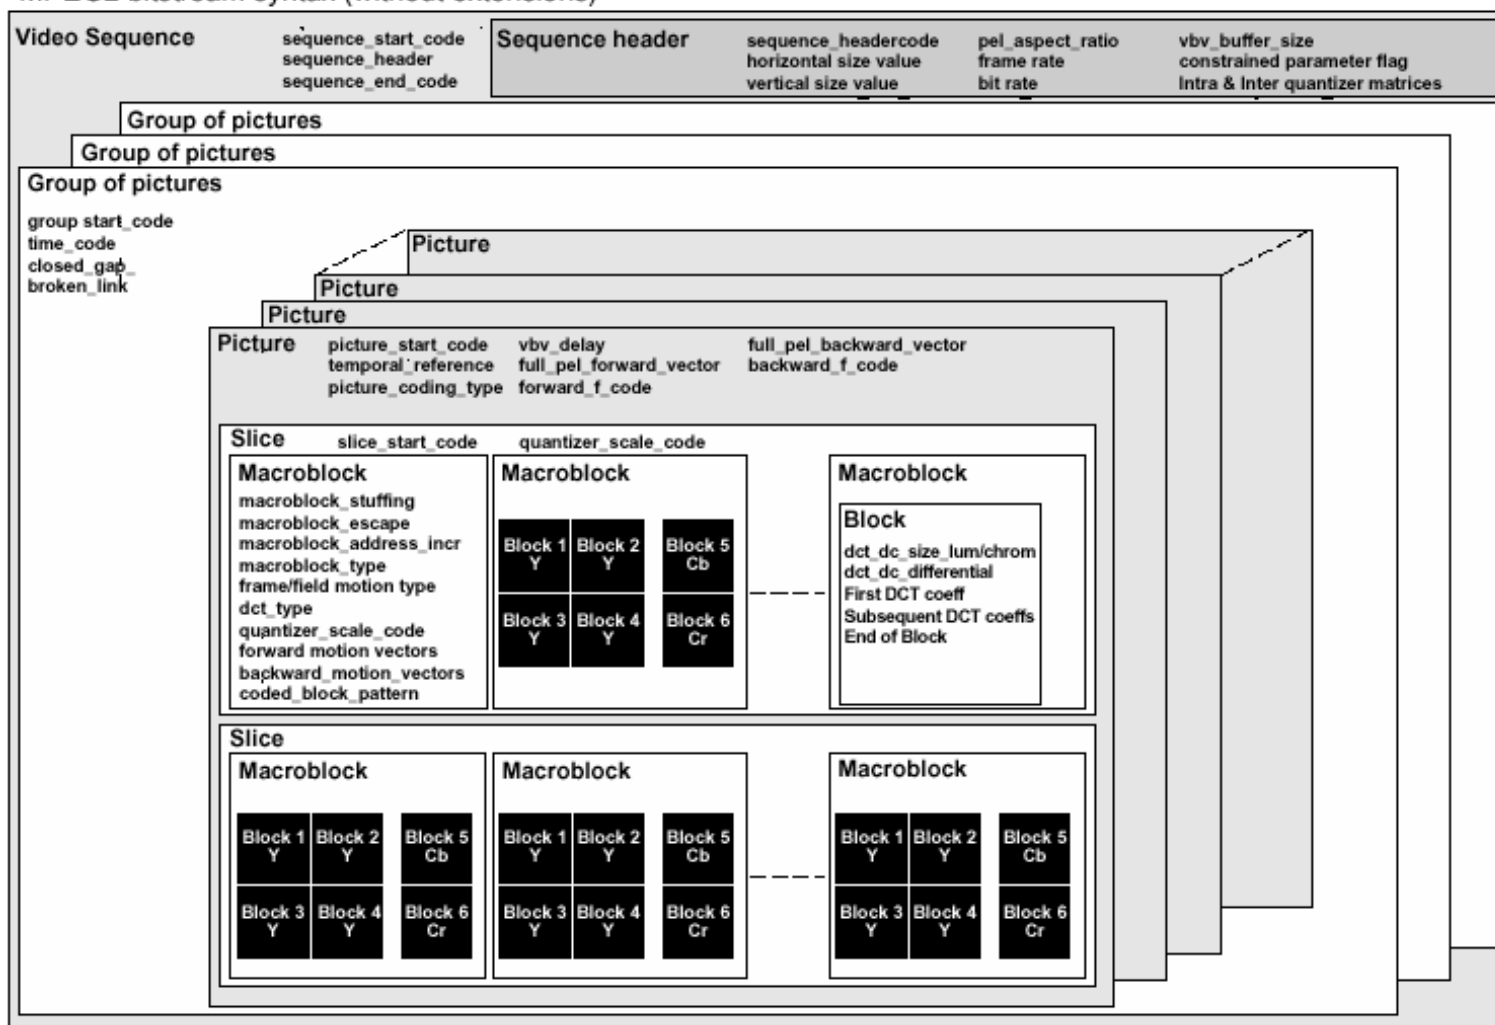 Video Sequence
sequence_start_code
sequence_header
sequence_end_code
Sequence header
sequence_headercode pel_aspect_ratio vbv_buffer_size
horizontal size value frame rate constrained parameter flag
vertical size value bit rate Intra & Inter quantizer matrices
Group of pictures
Group of pictures
Group of pictures
group start_code
time_code
closed_gap_
broken_link
Picture
Picture
Picture
Picture
picture_start_code vbv_delay full_pel_backward_vector
temporal_reference full_pel_forward_vector backward_f_code
picture_coding_type forward_f_code
Slice
slice_start_code quantizer_scale_code
Macroblock
macroblock_stuffing
macroblock_escape
macroblock_address_incr
macroblock_type
frame/field motion type
dct_type
quantizer_scale_code
forward motion vectors
backward_motion_vectors
coded_block_pattern
Macroblock
Block 1 Block 2 Block 5
Y Y Cb
Block 3 Block 4 Block 6
Y Y Cr
Macroblock
Block
dct_dc_size_lum/chrom
dct_dc_differential
First DCT coeff
Subsequent DCT coeffs
End of Block
Slice
Macroblock Macroblock Macroblock
Block 1 Block 2 Block 5 Block 1 Block 2 Block 5 Block 1 Block 2 Block 5
Y Y Cb Y Y Cb Y Y Cb
Block 3 Block 4 Block 6 Block 3 Block 4 Block 6 Block 3 Block 4 Block 6
Y Y Cr Y Y Cr Y Y Cr